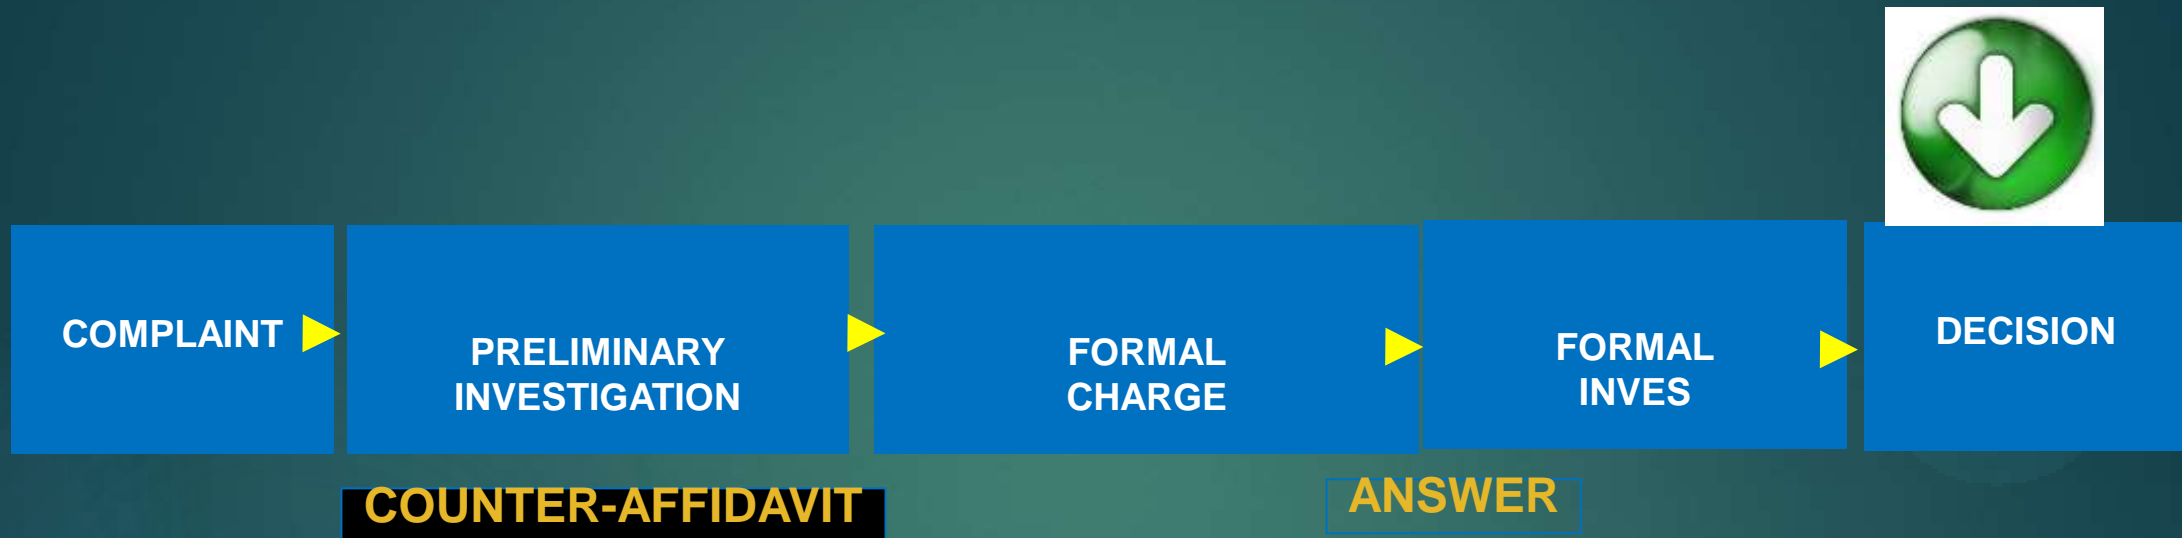 COMPLAINT
PRELIMINARY
INVESTIGATION
FORMAL
CHARGE
FORMAL
INVES
DECISION
COUNTER-AFFIDAVIT
ANSWER